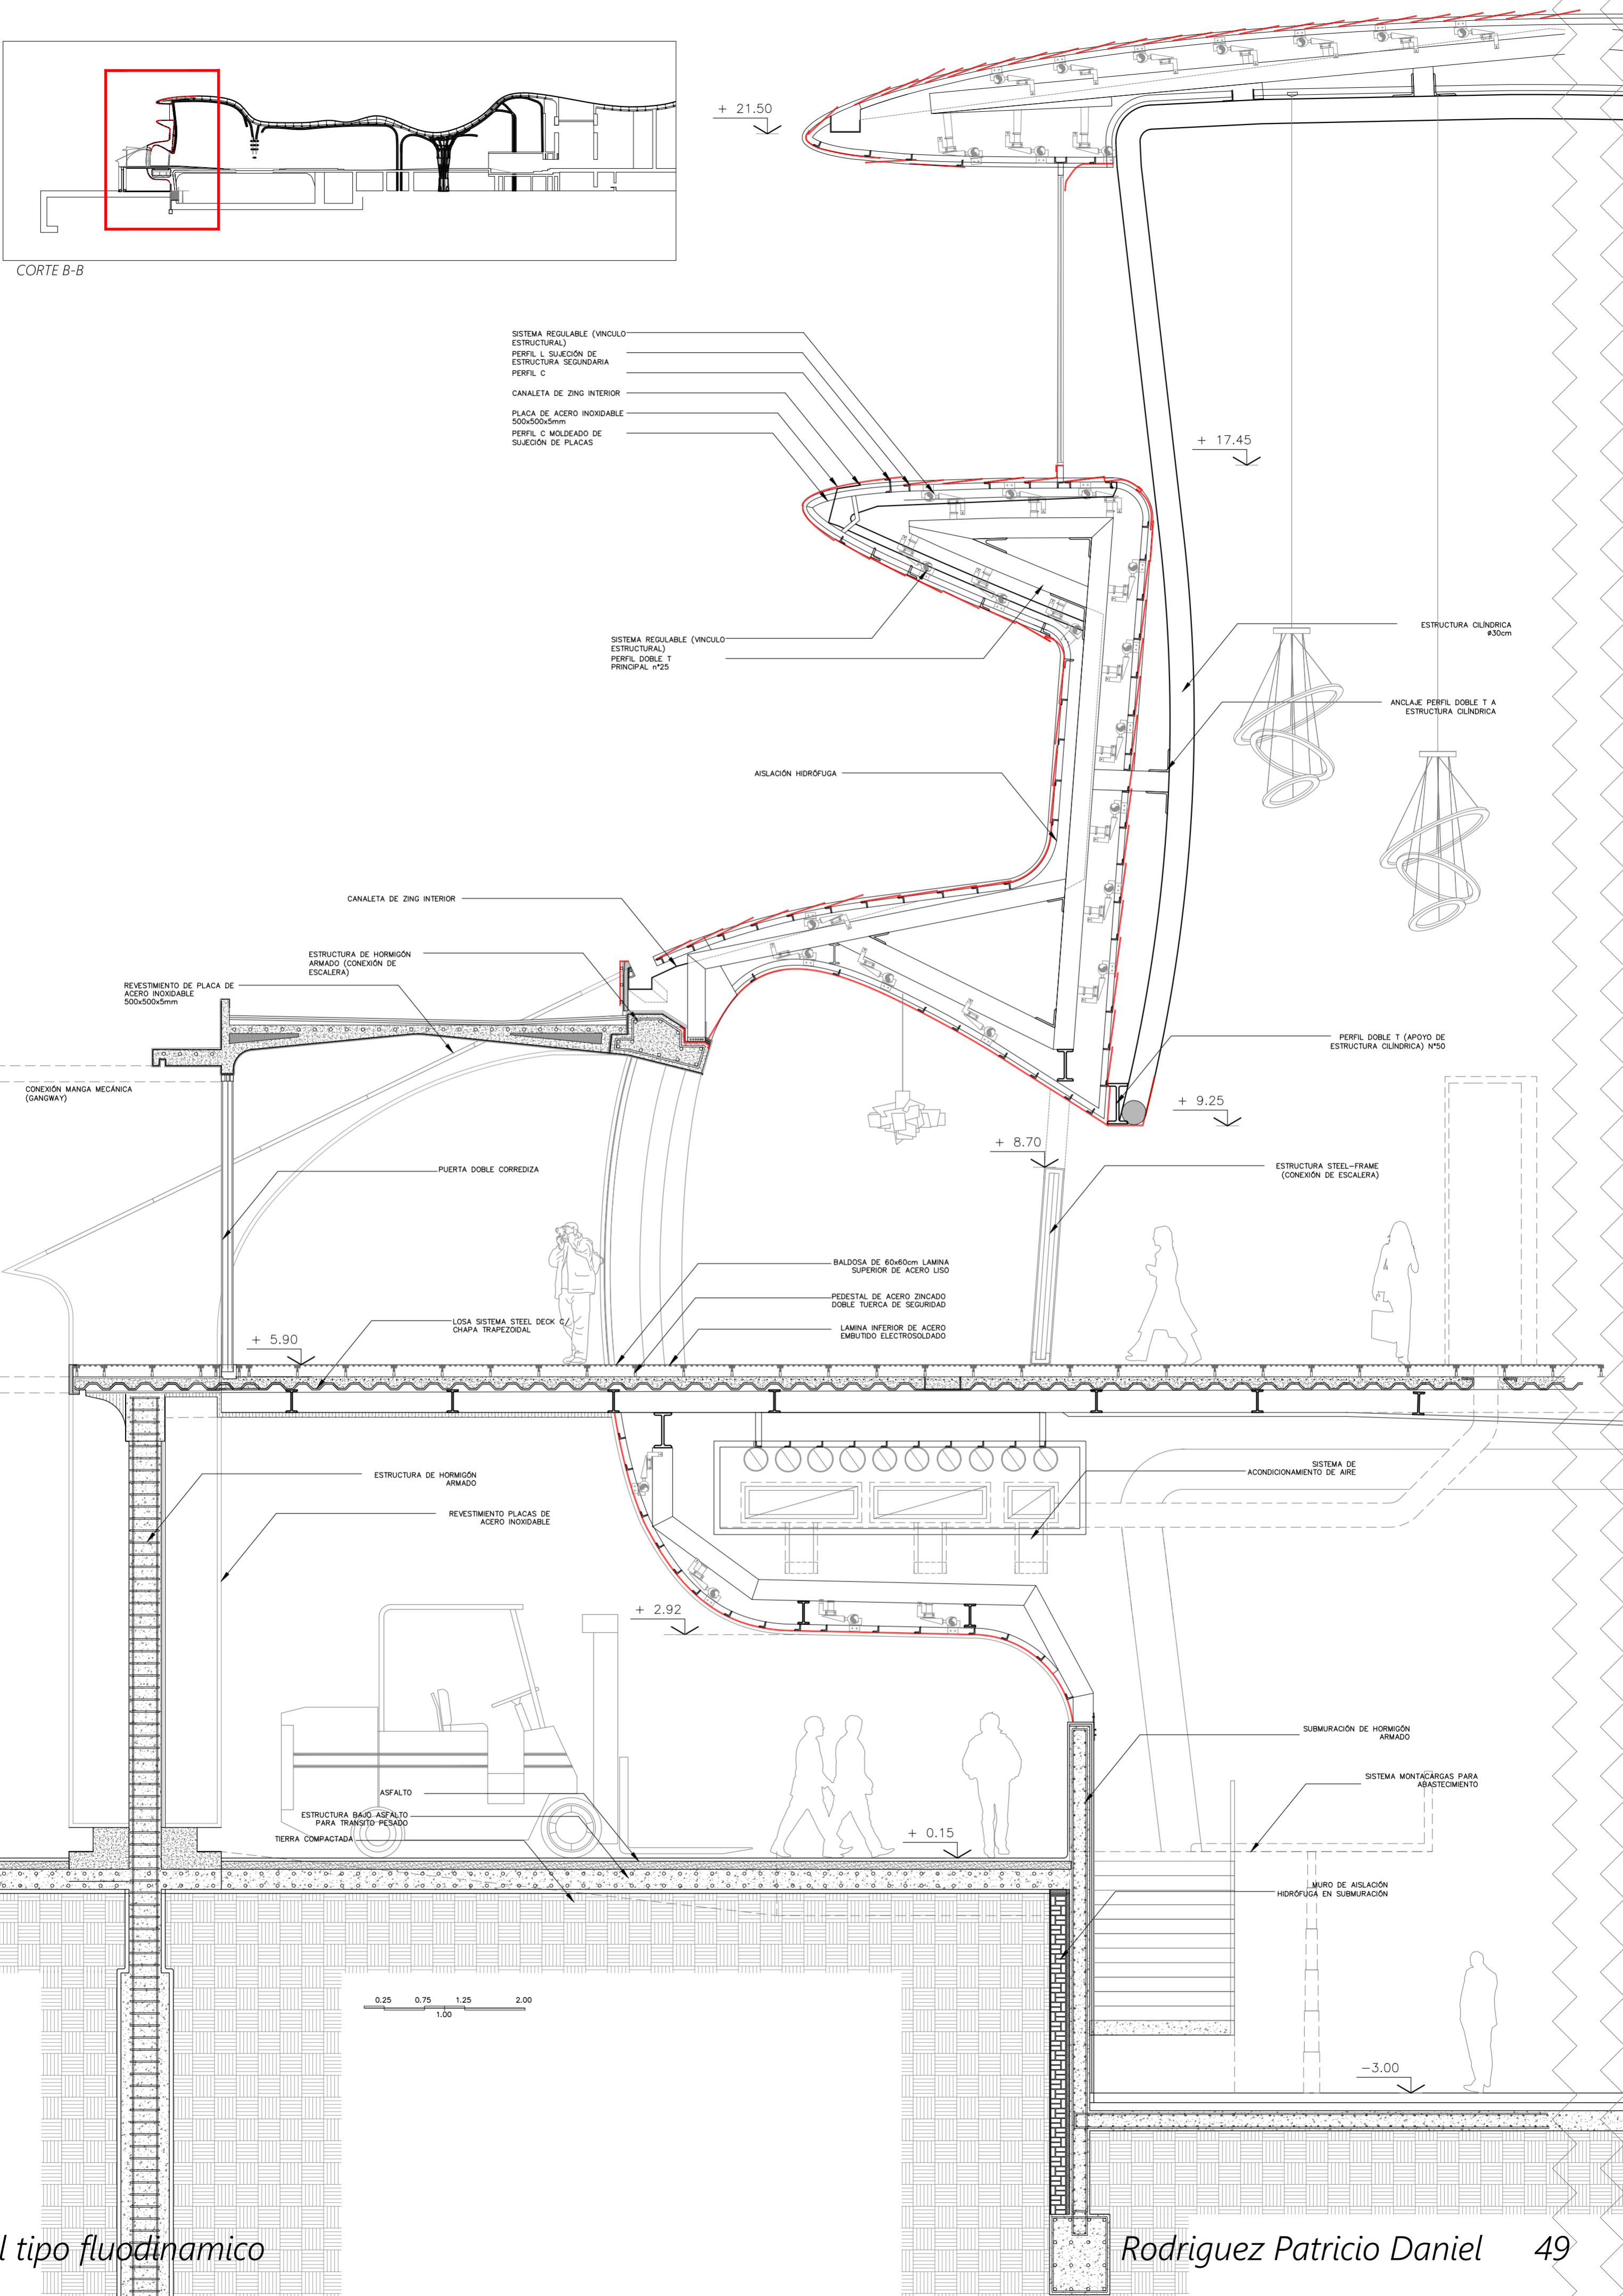 + 21.50
CORTE B-B
SISTEMA REGULABLE (VINCULO
ESTRUCTURAL)
PERFIL L SUJECIÓN DE
ESTRUCTURA SEGUNDARIA
PERFIL C
CANALETA DE ZING INTERIOR
PLACA DE ACERO INOXIDABLE
500x500x5mm
PERFIL C MOLDEADO DE
SUJECIÓN DE PLACAS
+ 17.45
ESTRUCTURA CILÍNDRICA
ø30cm
SISTEMA REGULABLE (VINCULO
ESTRUCTURAL)
PERFIL DOBLE T
PRINCIPAL n°25
ANCLAJE PERFIL DOBLE T A
ESTRUCTURA CILÍNDRICA
AISLACIÓN HIDRÓFUGA
CANALETA DE ZING INTERIOR
ESTRUCTURA DE HORMIGÓN
ARMADO (CONEXIÓN DE
ESCALERA)
REVESTIMIENTO DE PLACA DE
ACERO INOXIDABLE
500x500x5mm
PERFIL DOBLE T (APOYO DE
ESTRUCTURA CILÍNDRICA) N°50
CONEXIÓN MANGA MECÁNICA
(GANGWAY)
+ 9.25
+ 8.70
PUERTA DOBLE CORREDIZA
ESTRUCTURA STEEL-FRAME
(CONEXIÓN DE ESCALERA)
BALDOSA DE 60x60cm LAMINA
SUPERIOR DE ACERO LISO
PEDESTAL DE ACERO ZINCADO
DOBLE TUERCA DE SEGURIDAD
LOSA SISTEMA STEEL DECK C/
CHAPA TRAPEZOIDAL
LAMINA INFERIOR DE ACERO
EMBUTIDO ELECTROSOLDADO
+ 5.90
SISTEMA DE
ACONDICIONAMIENTO DE AIRE
ESTRUCTURA DE HORMIGÓN
ARMADO
REVESTIMIENTO PLACAS DE
ACERO INOXIDABLE
+ 2.92
SUBMURACIÓN DE HORMIGÓN
ARMADO
SISTEMA MONTACARGAS PARA
ABASTECIMIENTO
ASFALTO
ESTRUCTURA BAJO ASFALTO
PARA TRANSITO PESADO
TIERRA COMPACTADA
+ 0.15
MURO DE AISLACIÓN
HIDRÓFUGA EN SUBMURACIÓN
0.25 0.75 1.25 2.00
1.00
-3.00
l tipo fluodinamico
Rodriguez Patricio Daniel 49